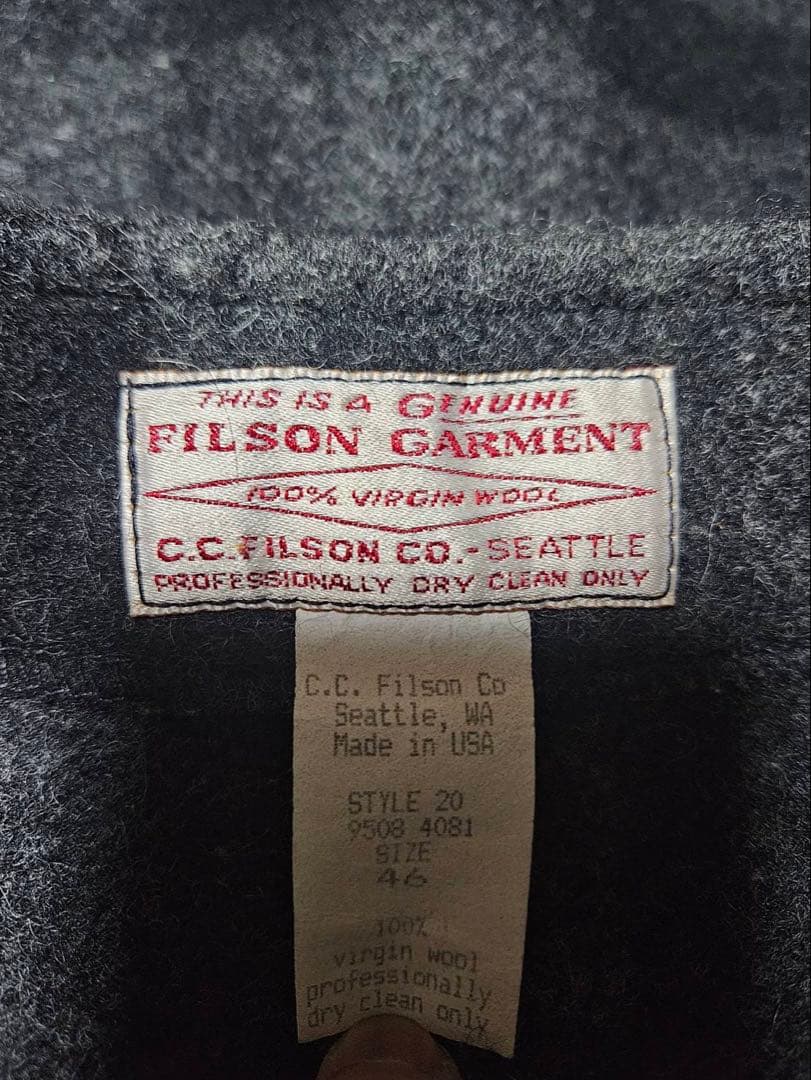 THIS IS A GENUINE
FILSON GARMENT
100% VIRGIN WOOL
C.C. FILSON CO.-SEATTLE
PROFESSIONALLY DRY CLEAN ONLY
C.C. Filson Co
Seattle, WA
Made in USA
STYLE 20
9508 4081
SIZE
46
100%
virgin wool
professionally
dry clean only